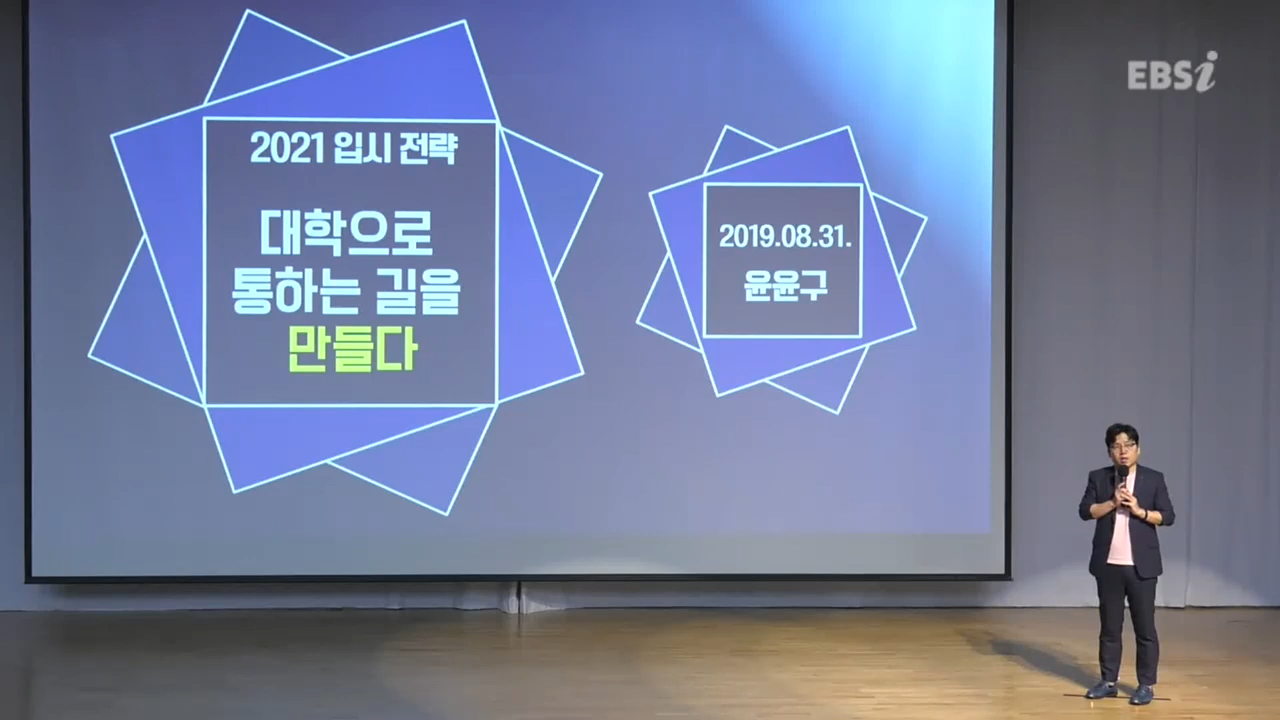 EBSi
2021 입시 전략
대학으로
통하는 길을
만들다
2019.08.31.
윤윤구